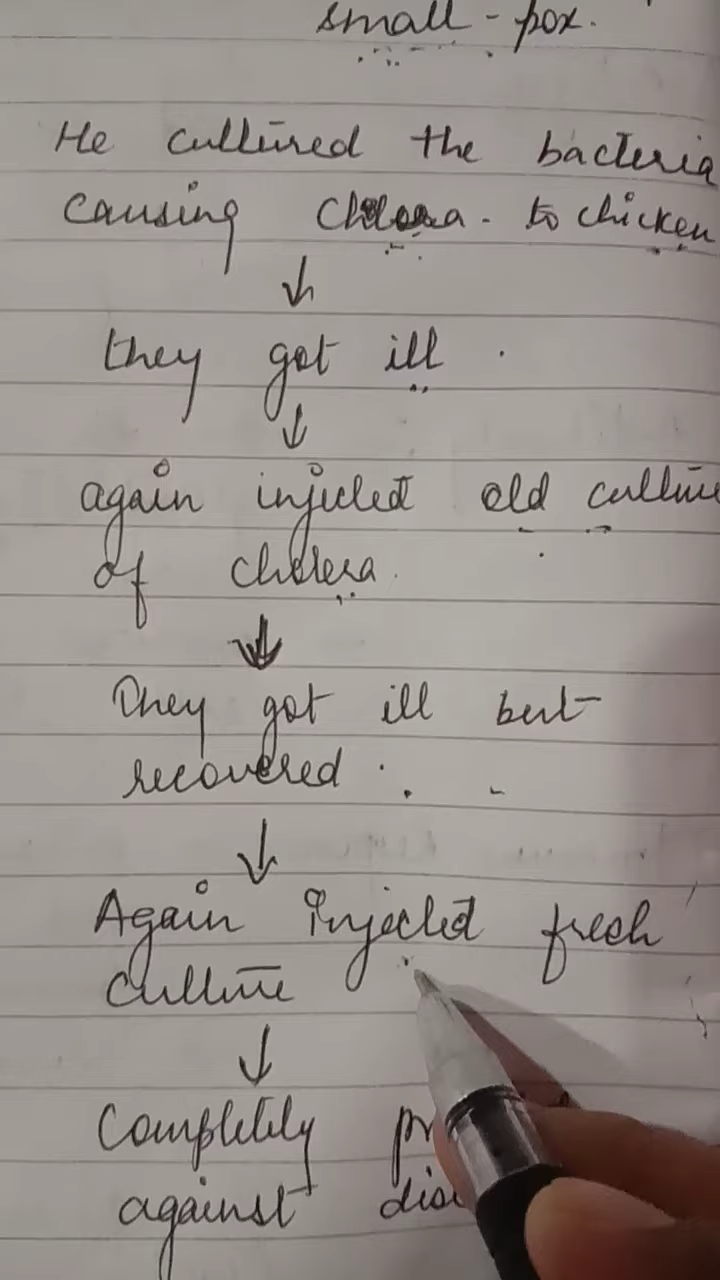 small-pox.
He cultured the bacteria
causing Cholera. to chicken
↓
they got ill.
↓
again injected old culture
of cholera.
↓
They got ill but
recovered.
↓
Again Injected fresh
culture
↓
Completely
against